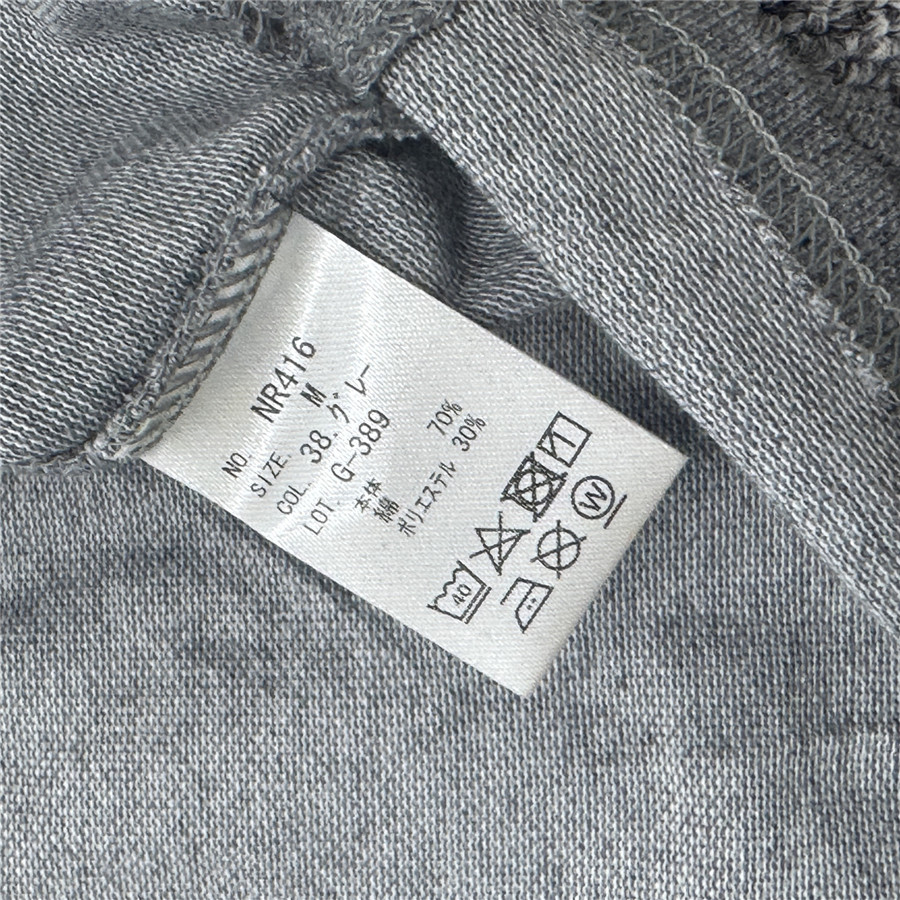 NO. NR416
SIZE. M
COL. 38.グレー
LOT. G-389
本体
綿 70%
ポリエステル 30%
40
W